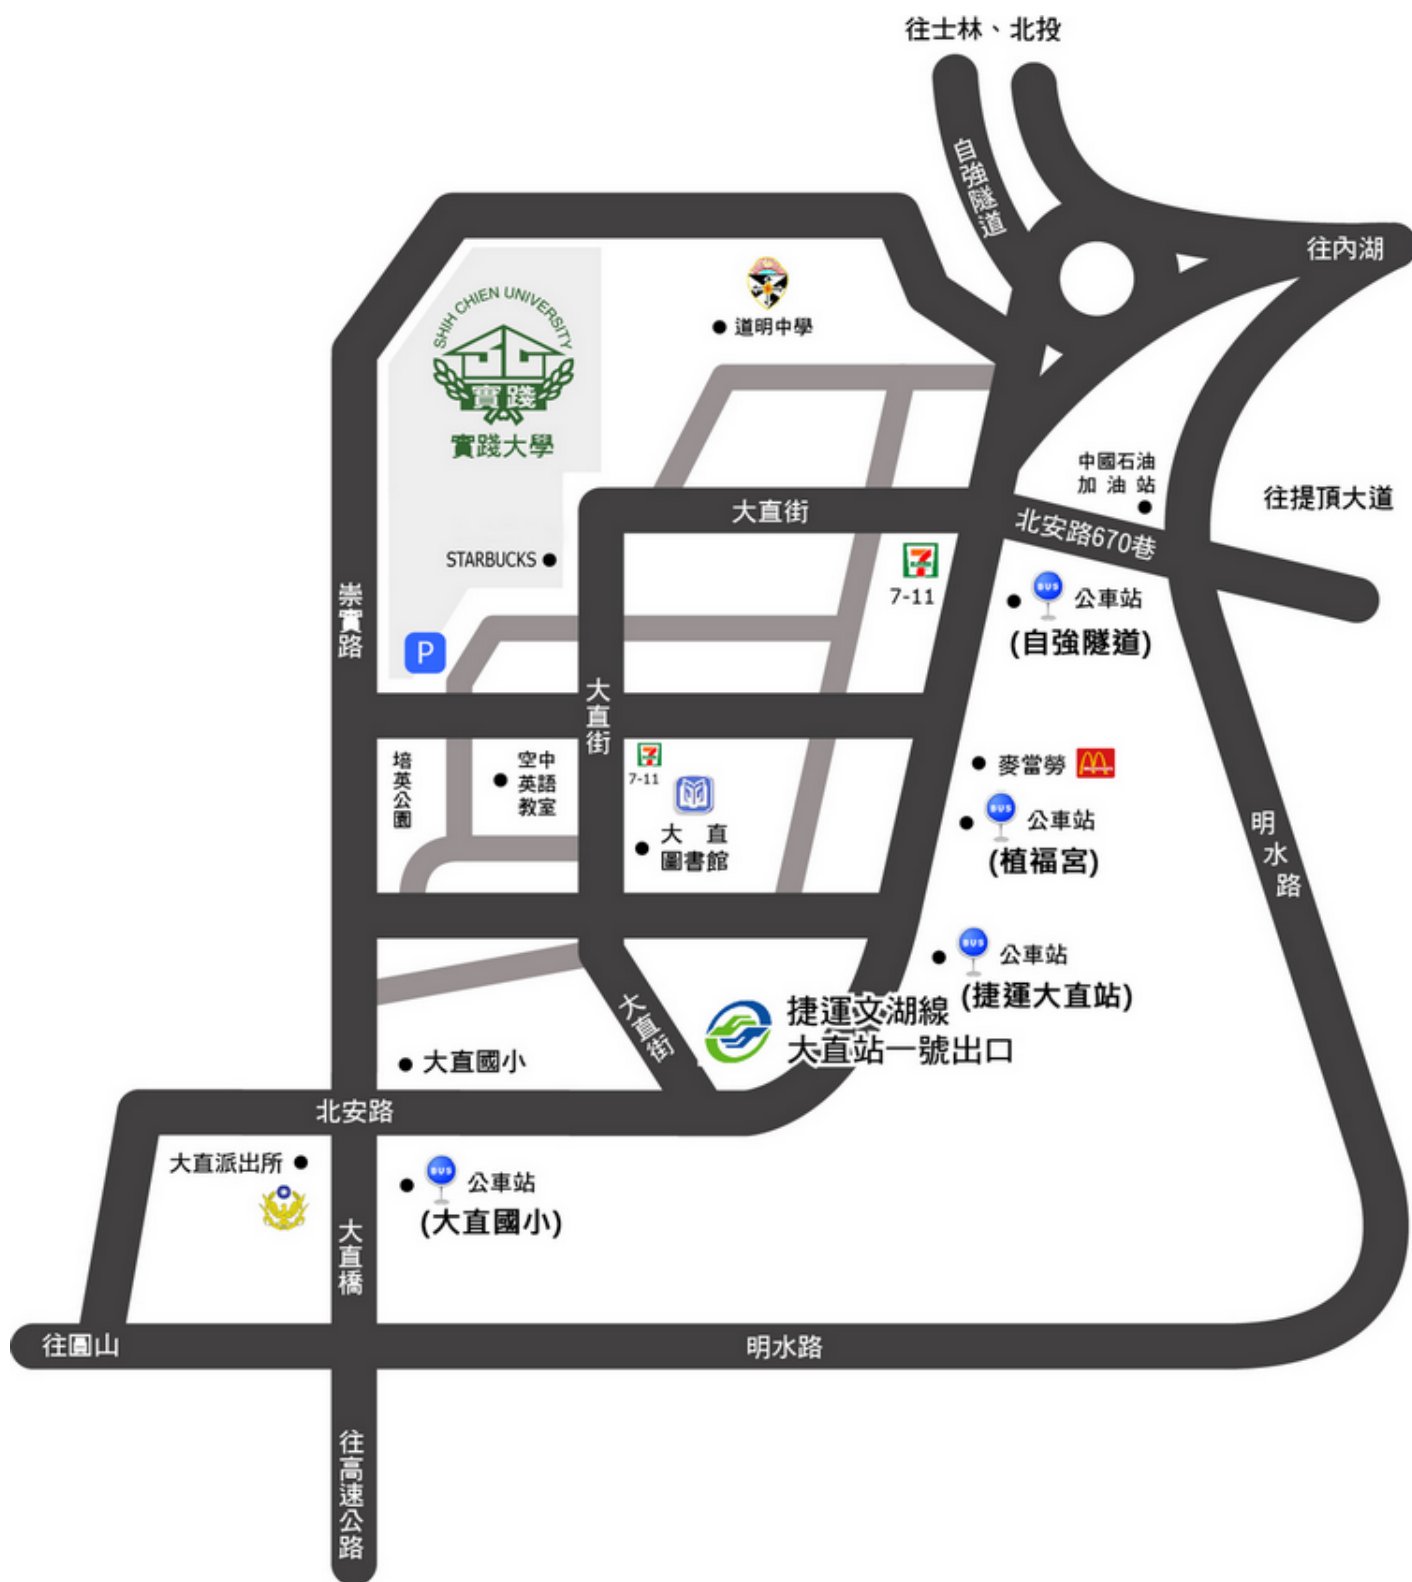 往士林、北投
自強隧道
往內湖
SHIH CHIEN UNIVERSITY
實踐
實踐大學
道明中學
中國石油
加油站
往提頂大道
大直街
北安路670巷
STARBUCKS
7-11
BUS
公車站
(自強隧道)
崇實路
P
大直街
培英公園
空中
英語
教室
7-11
大直
圖書館
麥當勞
BUS
公車站
(植福宮)
明水路
BUS
公車站
(捷運大直站)
大直街
捷運文湖線
大直站一號出口
大直國小
北安路
大直派出所
BUS
公車站
(大直國小)
大直橋
往圓山
明水路
往高速公路